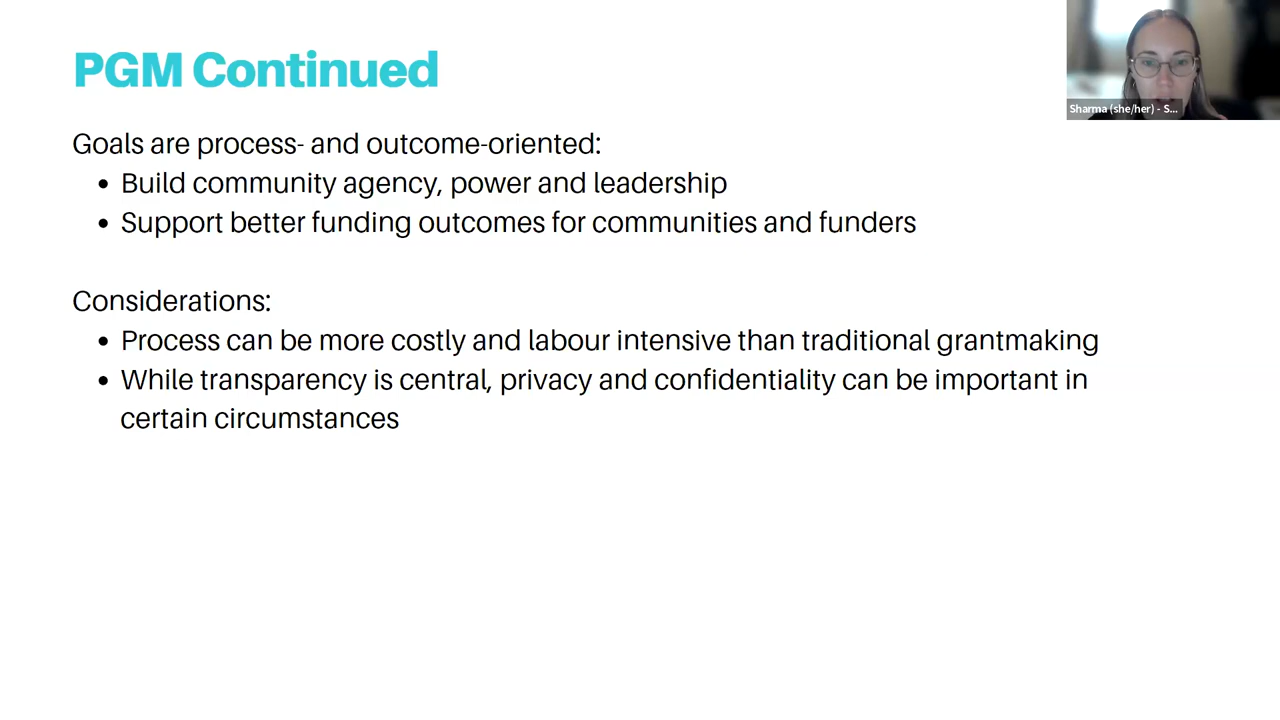 PGM Continued
Sharma (she/her) - S...
Goals are process- and outcome-oriented:
• Build community agency, power and leadership
• Support better funding outcomes for communities and funders
Considerations:
• Process can be more costly and labour intensive than traditional grantmaking
• While transparency is central, privacy and confidentiality can be important in
certain circumstances